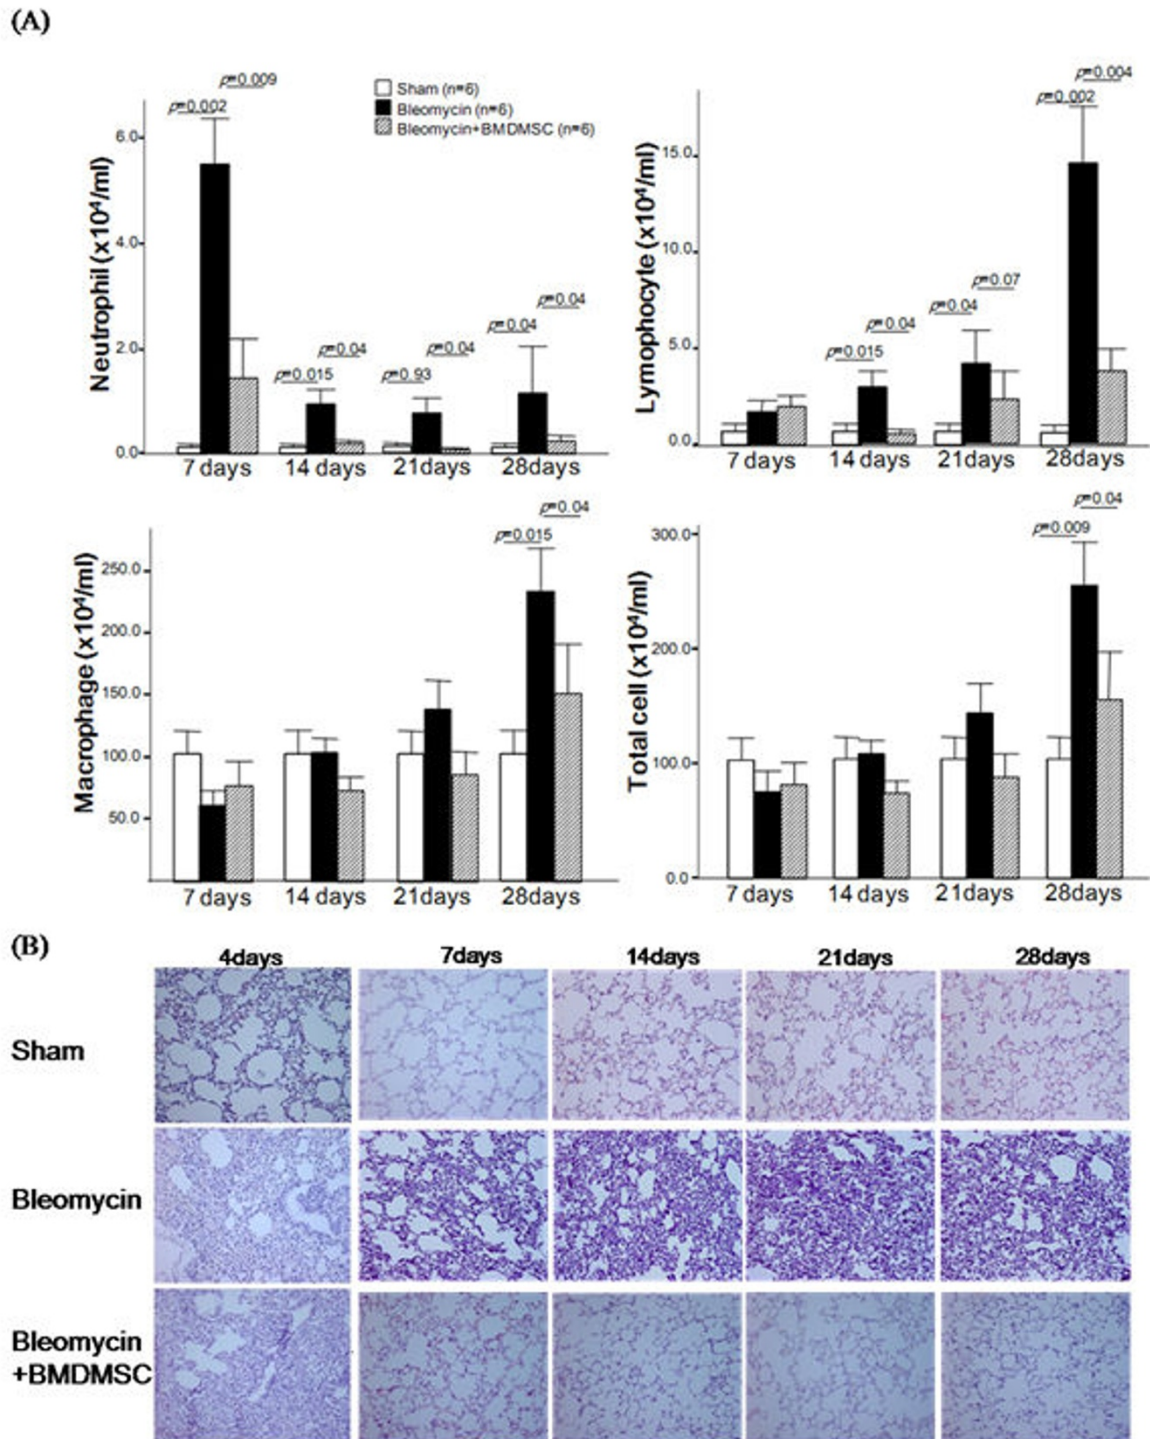 (A)
p=0.009
p=0.002
Sham (n=6)
Bleomycin (n=6)
Bleomycin+BMDMSC (n=6)
Neutrophil (x10⁴/ml)
6.0
4.0
2.0
0.0
p=0.015
p=0.04
p=0.93
p=0.04
p=0.04
p=0.04
7 days
14 days
21days
28days
p=0.004
p=0.002
Lymophocyte (x10⁴/ml)
15.0
10.0
5.0
0.0
p=0.015
p=0.04
p=0.04
p=0.07
7 days
14 days
21days
28days
p=0.04
p=0.015
Macrophage (x10⁴/ml)
250.0
200.0
150.0
100.0
50.0
7 days
14 days
21days
28days
p=0.04
p=0.009
Total cell (x10⁴/ml)
300.0
200.0
100.0
0.0
7 days
14 days
21days
28days
(B)
4days
7days
14days
21days
28days
Sham
Bleomycin
Bleomycin
+BMDMSC